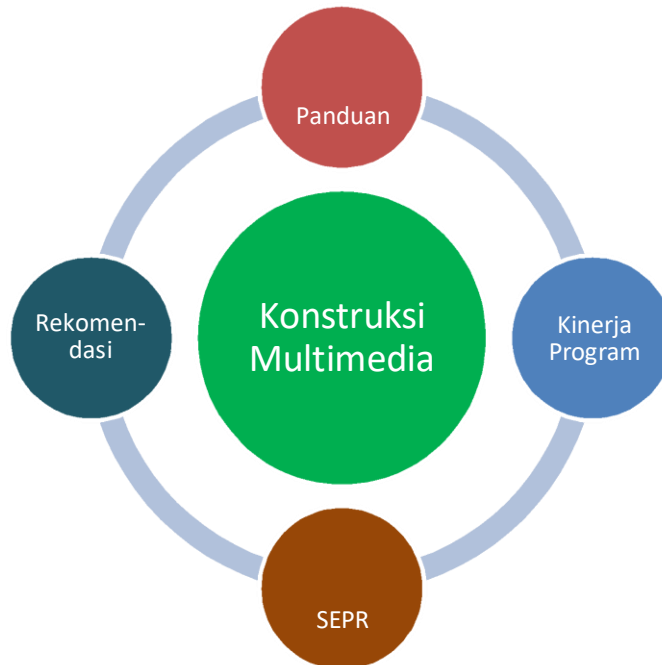 Panduan
Konstruksi
Multimedia
Rekomen-
dasi
Kinerja
Program
SEPR